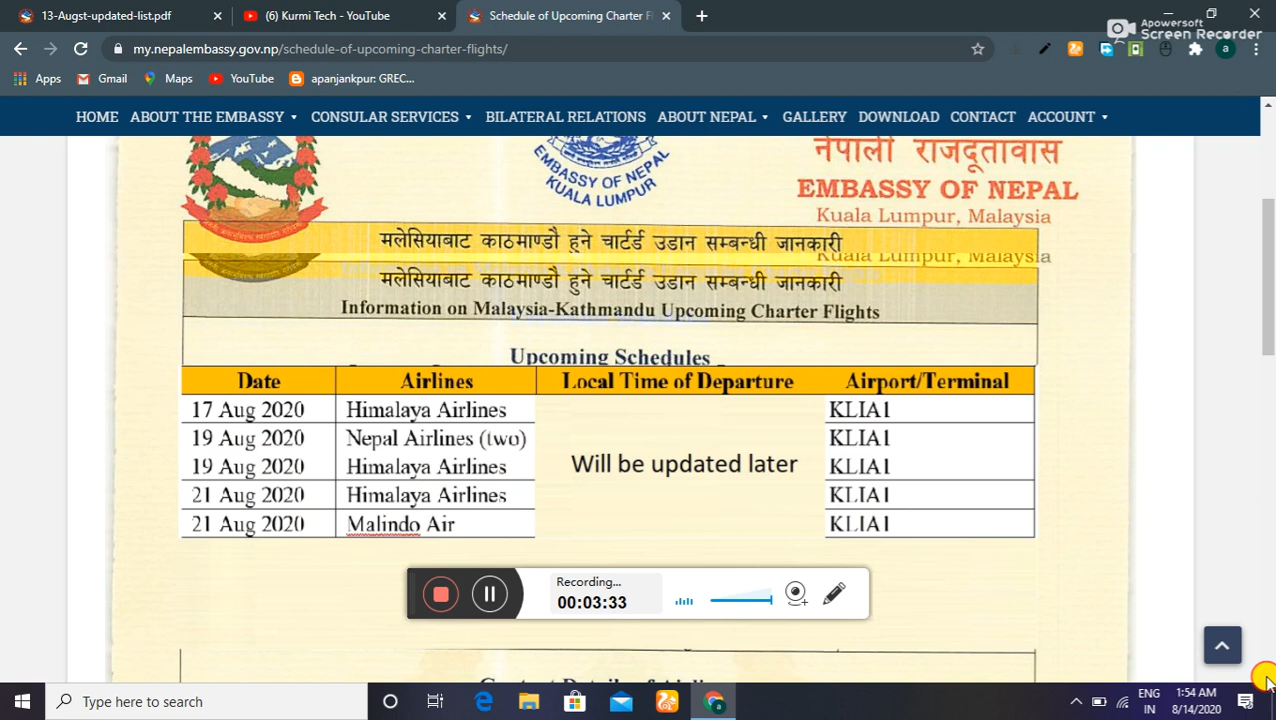 13-Augst-updated-list.pdf
(6) Kurmi Tech - YouTube
Schedule of Upcoming Charter F
Apowersoft
Screen Recorder
my.nepalembassy.gov.np/schedule-of-upcoming-charter-flights/
a
Apps Gmail Maps YouTube apanjankpur: GREC...
HOME ABOUT THE EMBASSY CONSULAR SERVICES BILATERAL RELATIONS ABOUT NEPAL GALLERY DOWNLOAD CONTACT ACCOUNT
EMBASSY OF NEPAL
KUALA LUMPUR
नेपाली राजदूतावास
EMBASSY OF NEPAL
Kuala Lumpur, Malaysia
मलेसियाबाट काठमाण्डौ हुने चार्टर्ड उडान सम्बन्धी जानकारी
Kuala Lumpur, Malaysia
मलेसियाबाट काठमाण्डौ हुने चार्टर्ड उडान सम्बन्धी जानकारी
Information on Malaysia-Kathmandu Upcoming Charter Flights
Upcoming Schedules
Date Airlines Local Time of Departure Airport/Terminal
17 Aug 2020 Himalaya Airlines KLIA1
19 Aug 2020 Nepal Airlines (two) KLIA1
19 Aug 2020 Himalaya Airlines Will be updated later KLIA1
21 Aug 2020 Himalaya Airlines KLIA1
21 Aug 2020 Malindo Air KLIA1
Recording...
00:03:33
Type here to search
ENG
IN
1:54 AM
8/14/2020